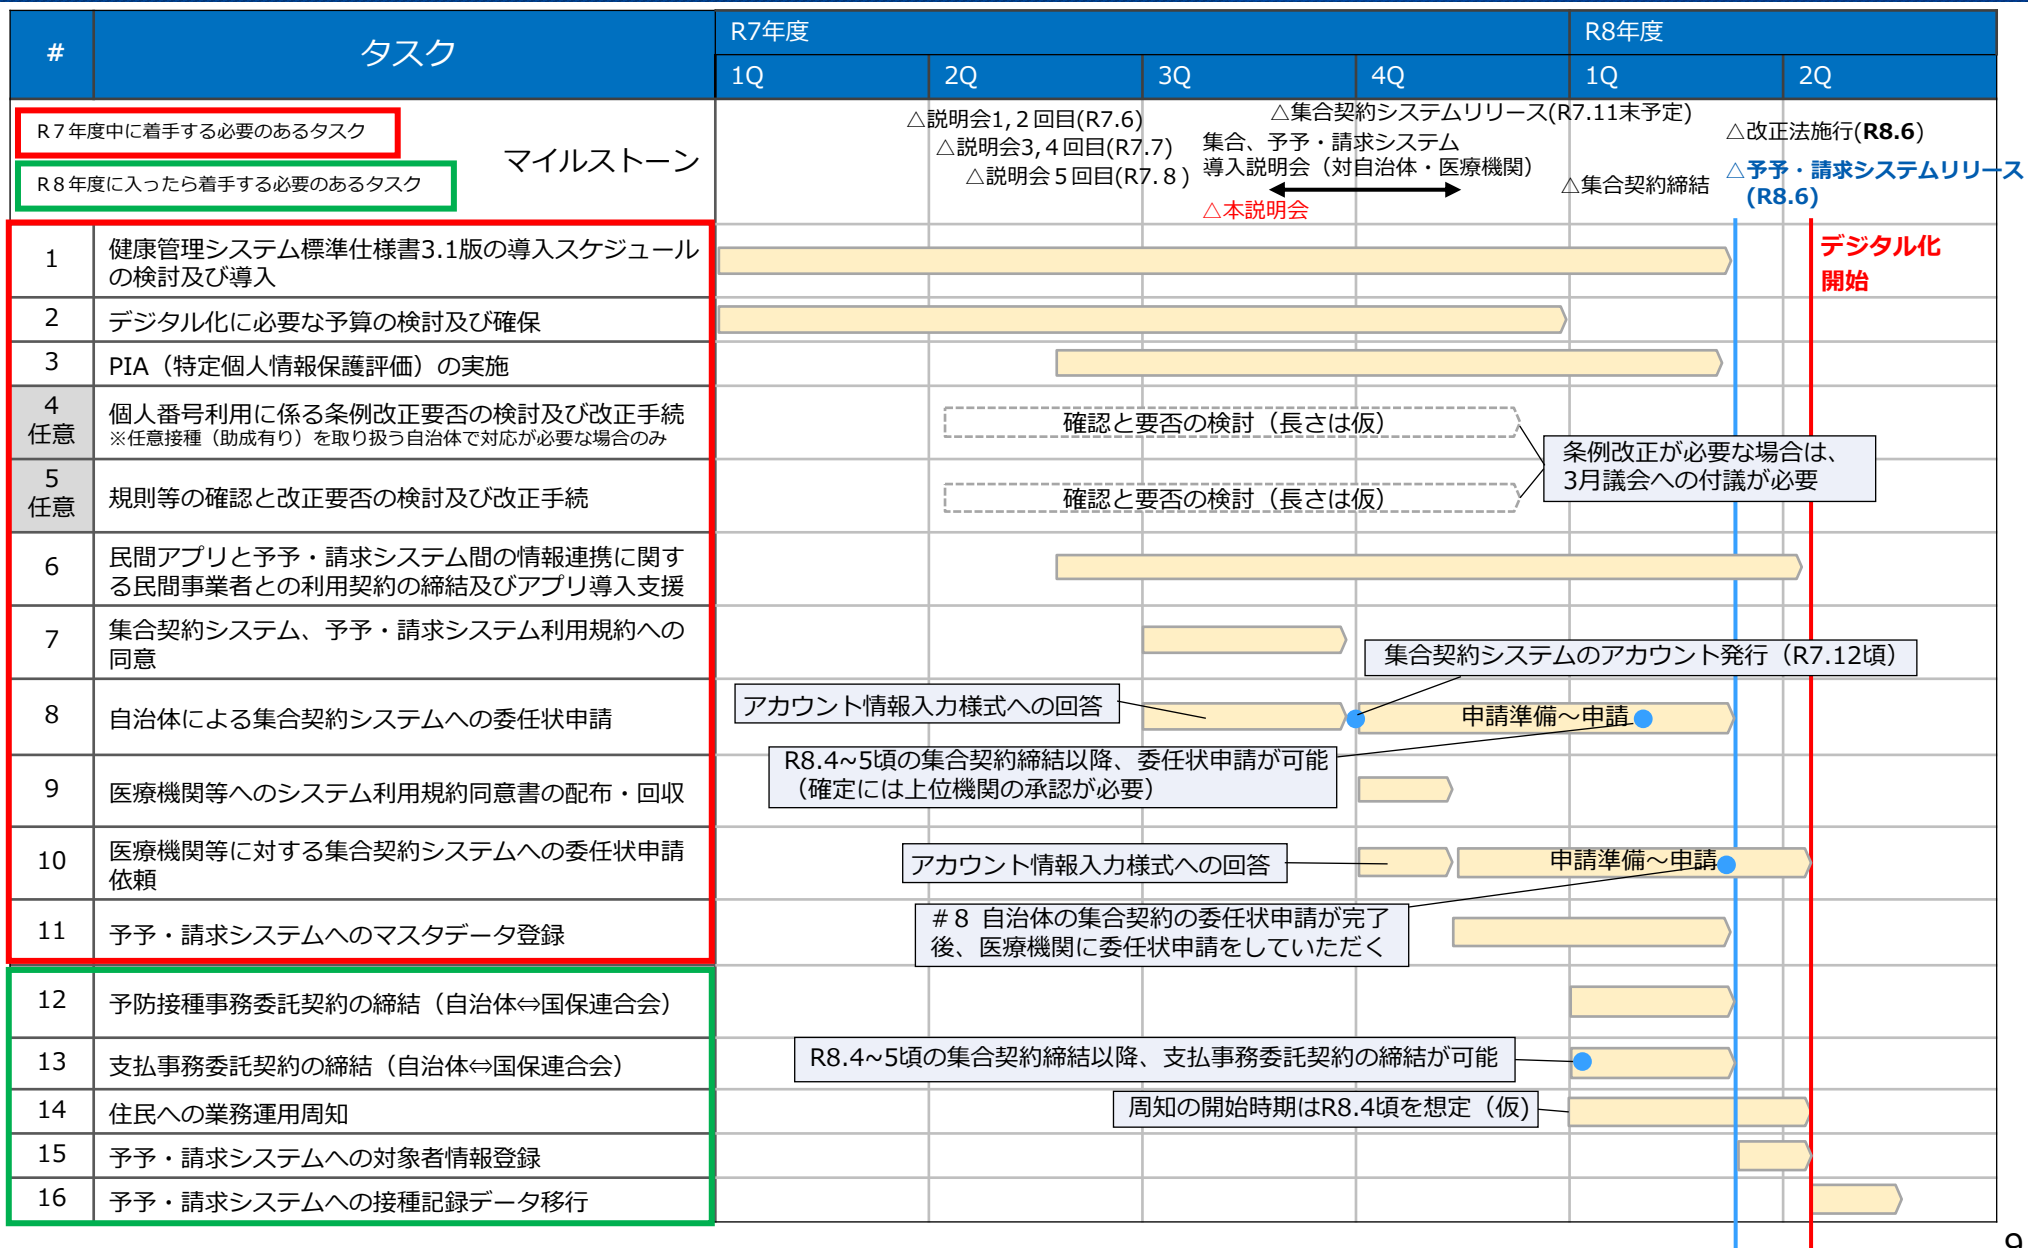 #
タスク
R7年度
R8年度
1Q
2Q
3Q
4Q
1Q
2Q
R７年度中に着手する必要のあるタスク
R８年度に入ったら着手する必要のあるタスク
マイルストーン
△説明会1,２回目(R7.6)
△説明会3,４回目(R7.7)
△説明会５回目(R7.８)
△集合契約システムリリース(R7.11末予定)
集合、予予・請求システム
導入説明会（対自治体・医療機関）
△本説明会
△集合契約締結
△改正法施行(R8.6)
△予予・請求システムリリース
(R8.6)
デジタル化
開始
1
健康管理システム標準仕様書3.1版の導入スケジュール
の検討及び導入
2
デジタル化に必要な予算の検討及び確保
3
PIA（特定個人情報保護評価）の実施
4
任意
個人番号利用に係る条例改正要否の検討及び改正手続
※任意接種（助成有り）を取り扱う自治体で対応が必要な場合のみ
確認と要否の検討（長さは仮）
条例改正が必要な場合は、
3月議会への付議が必要
5
任意
規則等の確認と改正要否の検討及び改正手続
確認と要否の検討（長さは仮）
6
民間アプリと予予・請求システム間の情報連携に関す
る民間事業者との利用契約の締結及びアプリ導入支援
7
集合契約システム、予予・請求システム利用規約への
同意
集合契約システムのアカウント発行（R7.12頃）
8
自治体による集合契約システムへの委任状申請
アカウント情報入力様式への回答
申請準備～申請
R8.4~5頃の集合契約締結以降、委任状申請が可能
（確定には上位機関の承認が必要）
9
医療機関等へのシステム利用規約同意書の配布・回収
10
医療機関等に対する集合契約システムへの委任状申請
依頼
アカウント情報入力様式への回答
申請準備～申請
＃８ 自治体の集合契約の委任状申請が完了
後、医療機関に委任状申請をしていただく
11
予予・請求システムへのマスタデータ登録
12
予防接種事務委託契約の締結（自治体⇔国保連合会）
13
支払事務委託契約の締結（自治体⇔国保連合会）
R8.4~5頃の集合契約締結以降、支払事務委託契約の締結が可能
14
住民への業務運用周知
周知の開始時期はR8.4頃を想定（仮)
15
予予・請求システムへの対象者情報登録
16
予予・請求システムへの接種記録データ移行
9